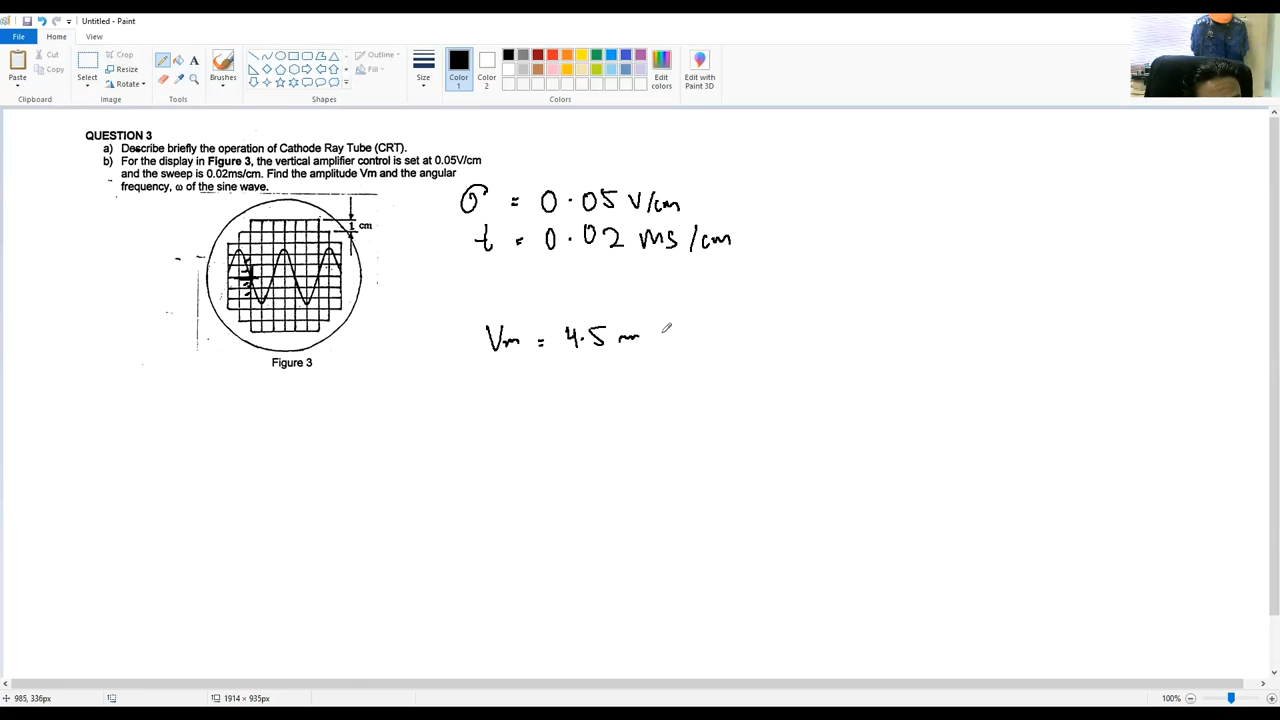 Untitled - Paint
File
Home
View
Paste
Cut
Copy
Clipboard
Select
Crop
Resize
Rotate
Image
A
Tools
Brushes
Outline
Fill
Shapes
Size
Color 1
Color 2
Edit colors
Edit with Paint 3D
Colors
QUESTION 3
a) Describe briefly the operation of Cathode Ray Tube (CRT).
b) For the display in Figure 3, the vertical amplifier control is set at 0.05V/cm
and the sweep is 0.02ms/cm. Find the amplitude Vm and the angular
frequency, ω of the sine wave.
1 cm
Figure 3
σ = 0.05 V/cm
t = 0.02 ms/cm
Vm = 4.5 m
985, 336px
1914 × 935px
100%